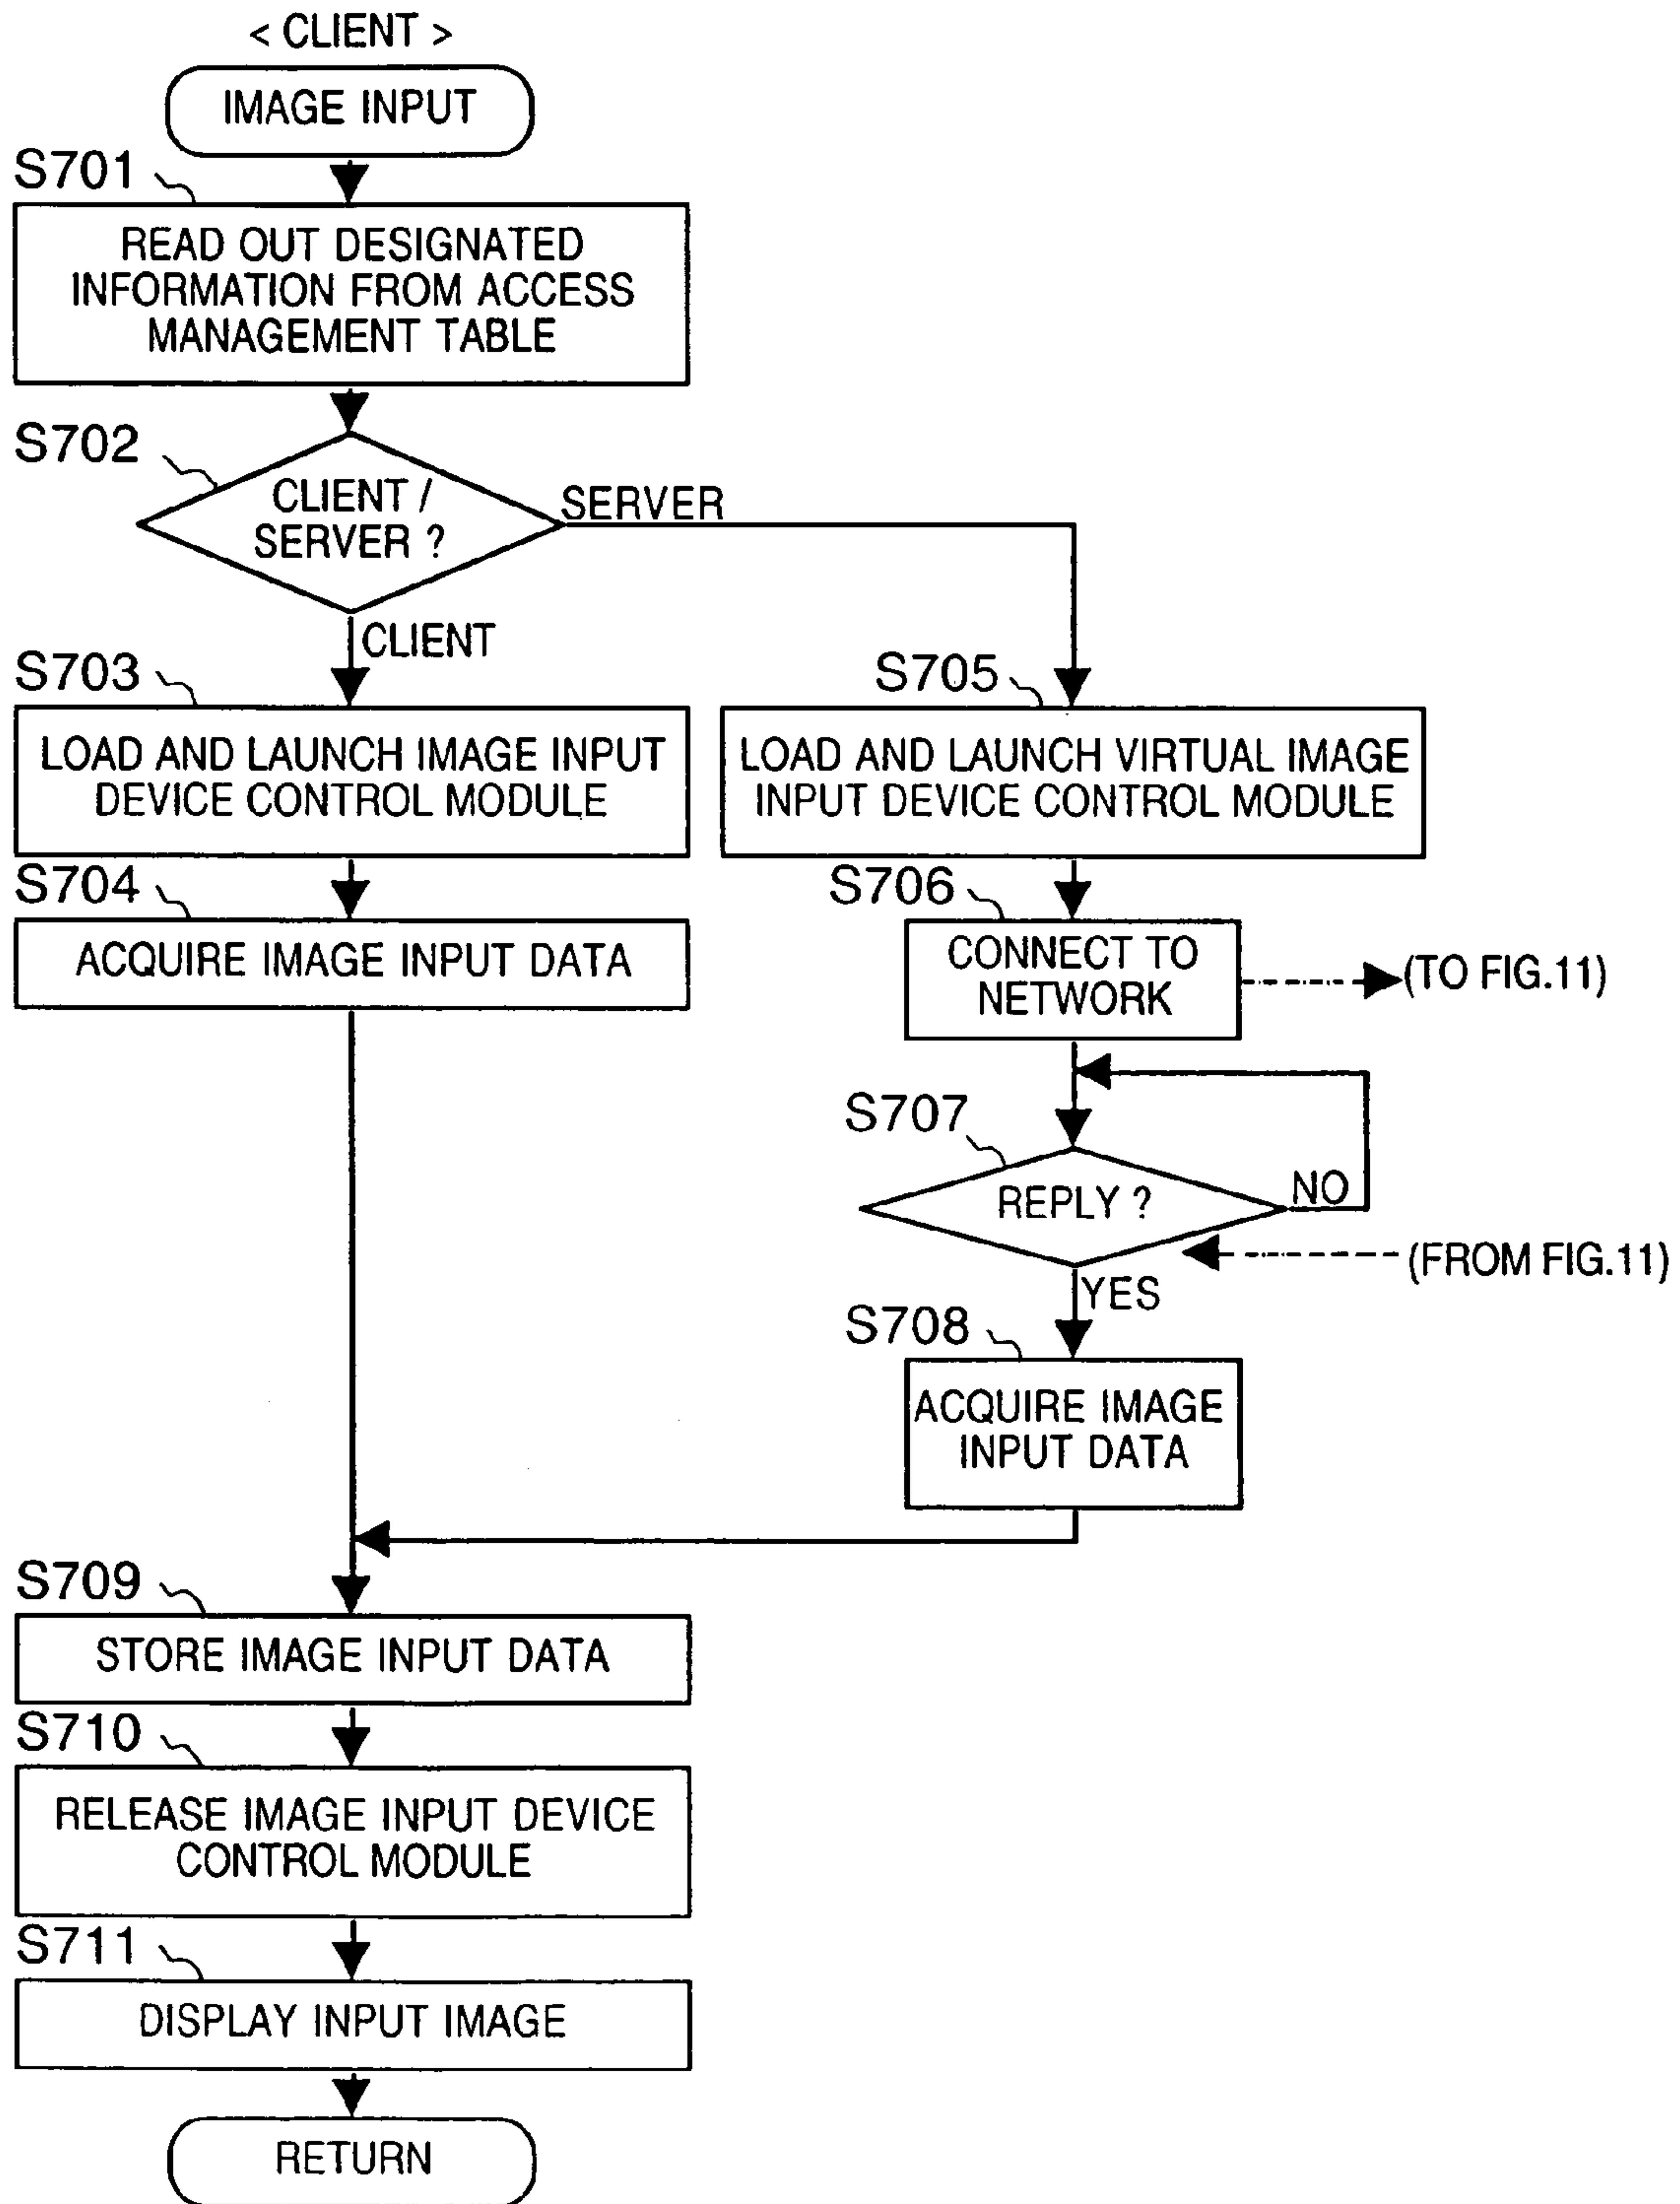 < CLIENT >
IMAGE INPUT
S701
READ OUT DESIGNATED
INFORMATION FROM ACCESS
MANAGEMENT TABLE
S702
CLIENT /
SERVER ?
SERVER
CLIENT
S703
LOAD AND LAUNCH IMAGE INPUT
DEVICE CONTROL MODULE
S704
ACQUIRE IMAGE INPUT DATA
S705
LOAD AND LAUNCH VIRTUAL IMAGE
INPUT DEVICE CONTROL MODULE
S706
CONNECT TO
NETWORK
(TO FIG.11)
S707
REPLY ?
NO
(FROM FIG.11)
YES
S708
ACQUIRE IMAGE
INPUT DATA
S709
STORE IMAGE INPUT DATA
S710
RELEASE IMAGE INPUT DEVICE
CONTROL MODULE
S711
DISPLAY INPUT IMAGE
RETURN